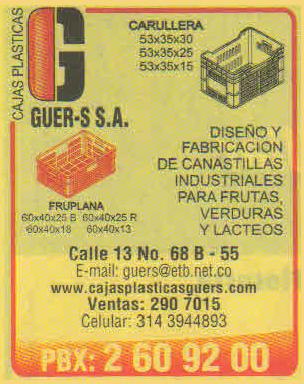 CAJAS PLASTICAS
G
GUER-S S.A.
CARULLERA
53x35x30
53x35x25
53x35x15
DISEÑO Y
FABRICACION
DE CANASTILLAS
INDUSTRIALES
PARA FRUTAS,
VERDURAS
Y LACTEOS
FRUPLANA
60x40x25 B 60x40x25 R
60x40x18 60x40x13
Calle 13 No. 68 B - 55
E-mail: guers@etb.net.co
www.cajasplasticasguers.com
Ventas: 290 7015
Celular: 314 3944893
PBX: 2 60 92 00